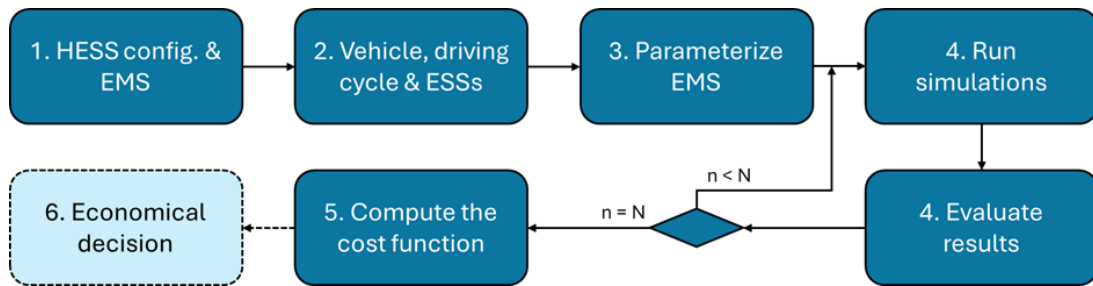 1. HESS config. &
EMS
2. Vehicle, driving
cycle & ESSs
3. Parameterize
EMS
4. Run
simulations
n < N
6. Economical
decision
5. Compute the
cost function
n = N
4. Evaluate
results